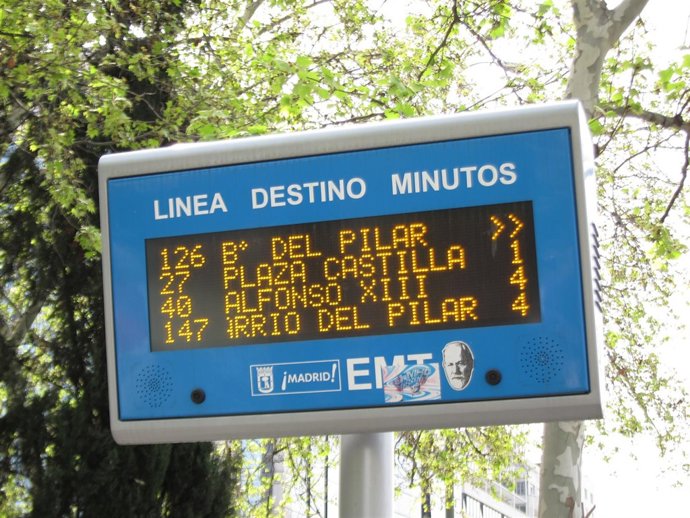 LINEA DESTINO MINUTOS
126 Bº DEL PILAR >>
27 PLAZA CASTILLA 1
40 ALFONSO XIII 4
147 IRRIO DEL PILAR 4
¡MADRID! EMT